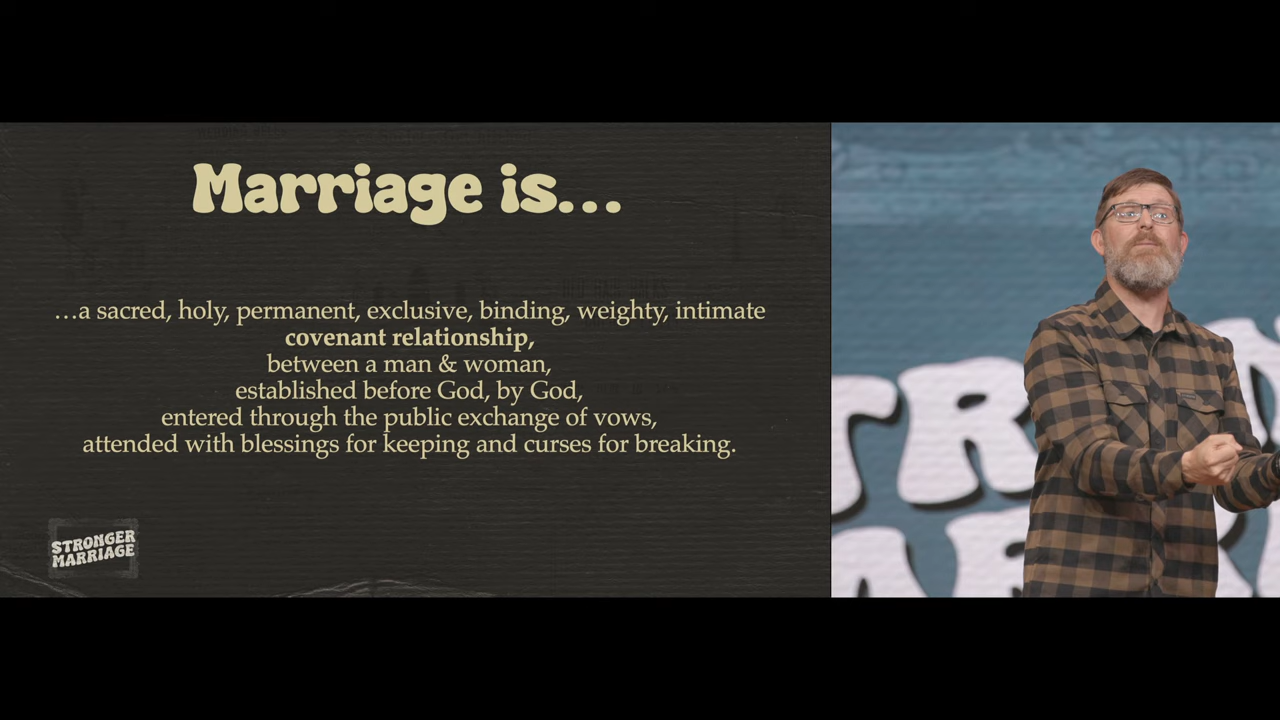 Marriage is...
...a sacred, holy, permanent, exclusive, binding, weighty, intimate
covenant relationship,
between a man & woman,
established before God, by God,
entered through the public exchange of vows,
attended with blessings for keeping and curses for breaking.
STRONGER
MARRIAGE